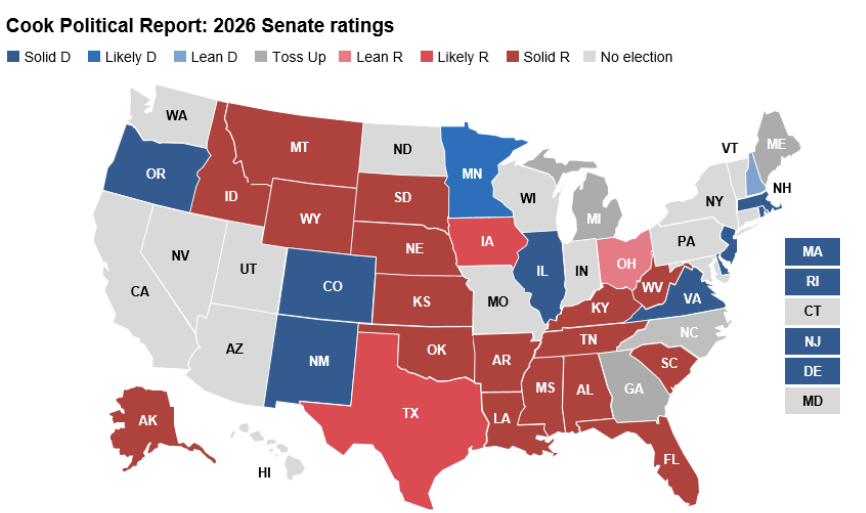 Cook Political Report: 2026 Senate ratings
Solid D Likely D Lean D Toss Up Lean R Likely R Solid R No election
WA
MT
ND
OR
ID
WY
SD
MN
WI
MI
VT
ME
NH
NY
NV
UT
CA
NE
IA
CO
KS
MO
IL
IN
OH
PA
WV
VA
KY
MA
RI
CT
NJ
DE
MD
AZ
NM
OK
AR
TN
NC
SC
TX
LA
MS
AL
GA
FL
AK
HI